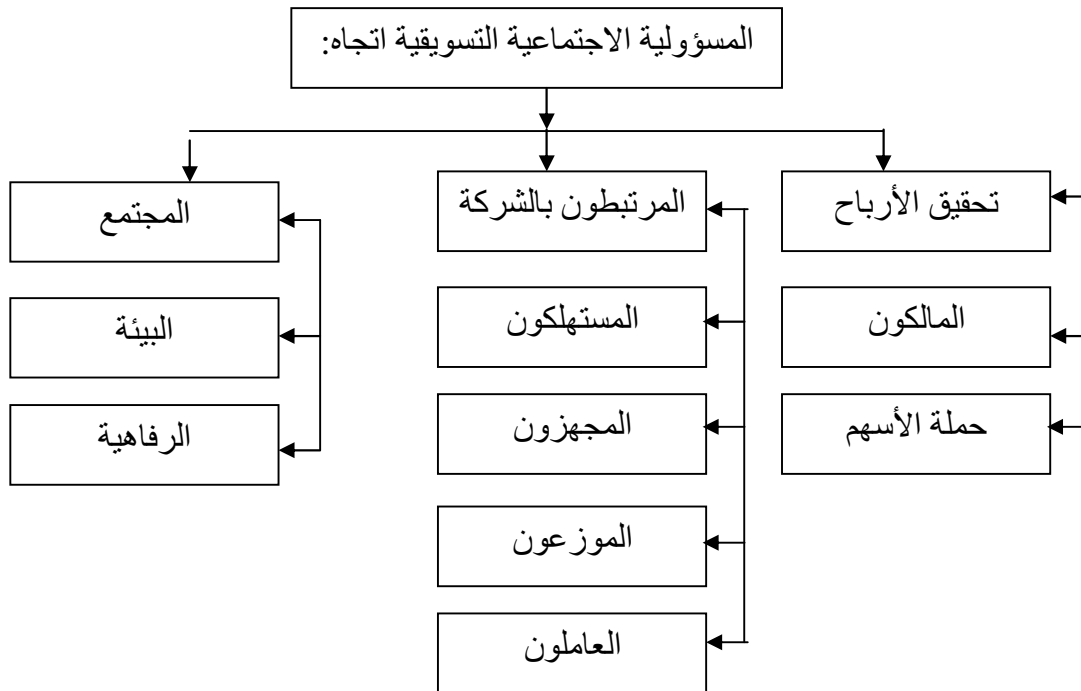 المسؤولية الاجتماعية التسويقية اتجاه:
تحقيق الأرباح
المالكون
حملة الأسهم
المرتبطون بالشركة
المستهلكون
المجهزون
الموزعون
العاملون
المجتمع
البيئة
الرفاهية